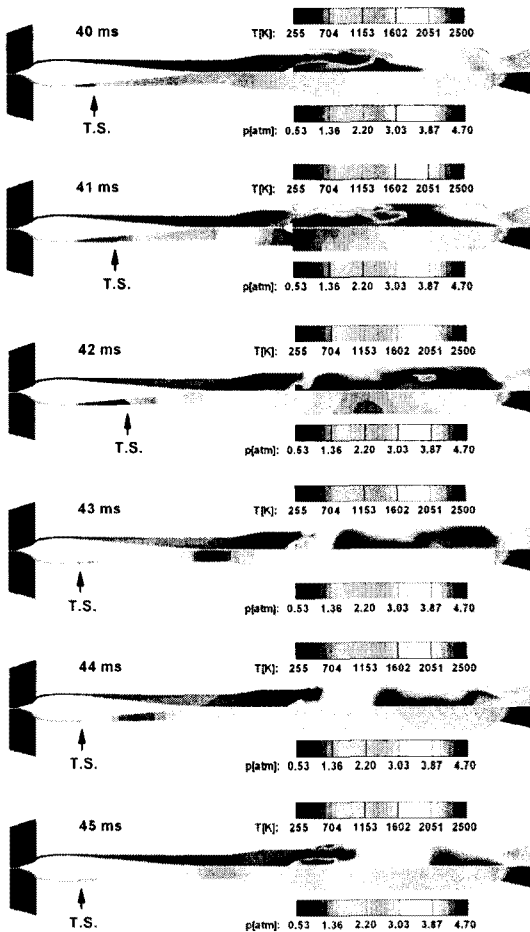 40 ms
T[K]: 255 704 1153 1602 2051 2500
T.S.
p[atm]: 0.53 1.36 2.20 3.03 3.87 4.70
41 ms
T[K]: 255 704 1153 1602 2051 2500
T.S.
p[atm]: 0.53 1.36 2.20 3.03 3.87 4.70
42 ms
T[K]: 255 704 1153 1602 2051 2500
T.S.
p[atm]: 0.53 1.36 2.20 3.03 3.87 4.70
43 ms
T[K]: 255 704 1153 1602 2051 2500
T.S.
p[atm]: 0.53 1.36 2.20 3.03 3.87 4.70
44 ms
T[K]: 255 704 1153 1602 2051 2500
T.S.
p[atm]: 0.53 1.36 2.20 3.03 3.87 4.70
45 ms
T[K]: 255 704 1153 1602 2051 2500
T.S.
p[atm]: 0.53 1.36 2.20 3.03 3.87 4.70